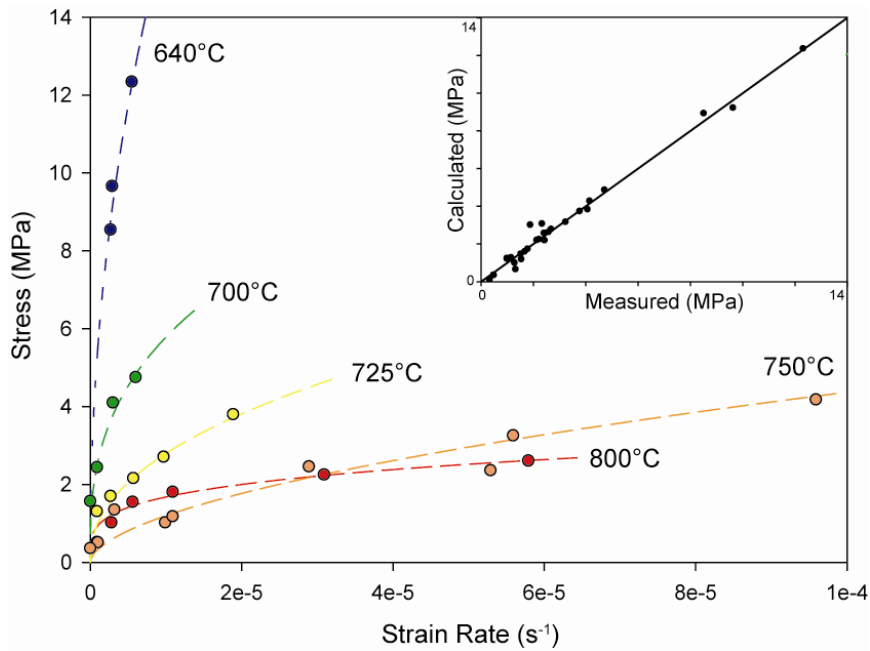 14
12
10
8
6
4
2
0
Stress (MPa)
640°C
700°C
725°C
750°C
800°C
0
2e-5
4e-5
6e-5
8e-5
1e-4
Strain Rate (s⁻¹)
14
Calculated (MPa)
0
0
Measured (MPa)
14